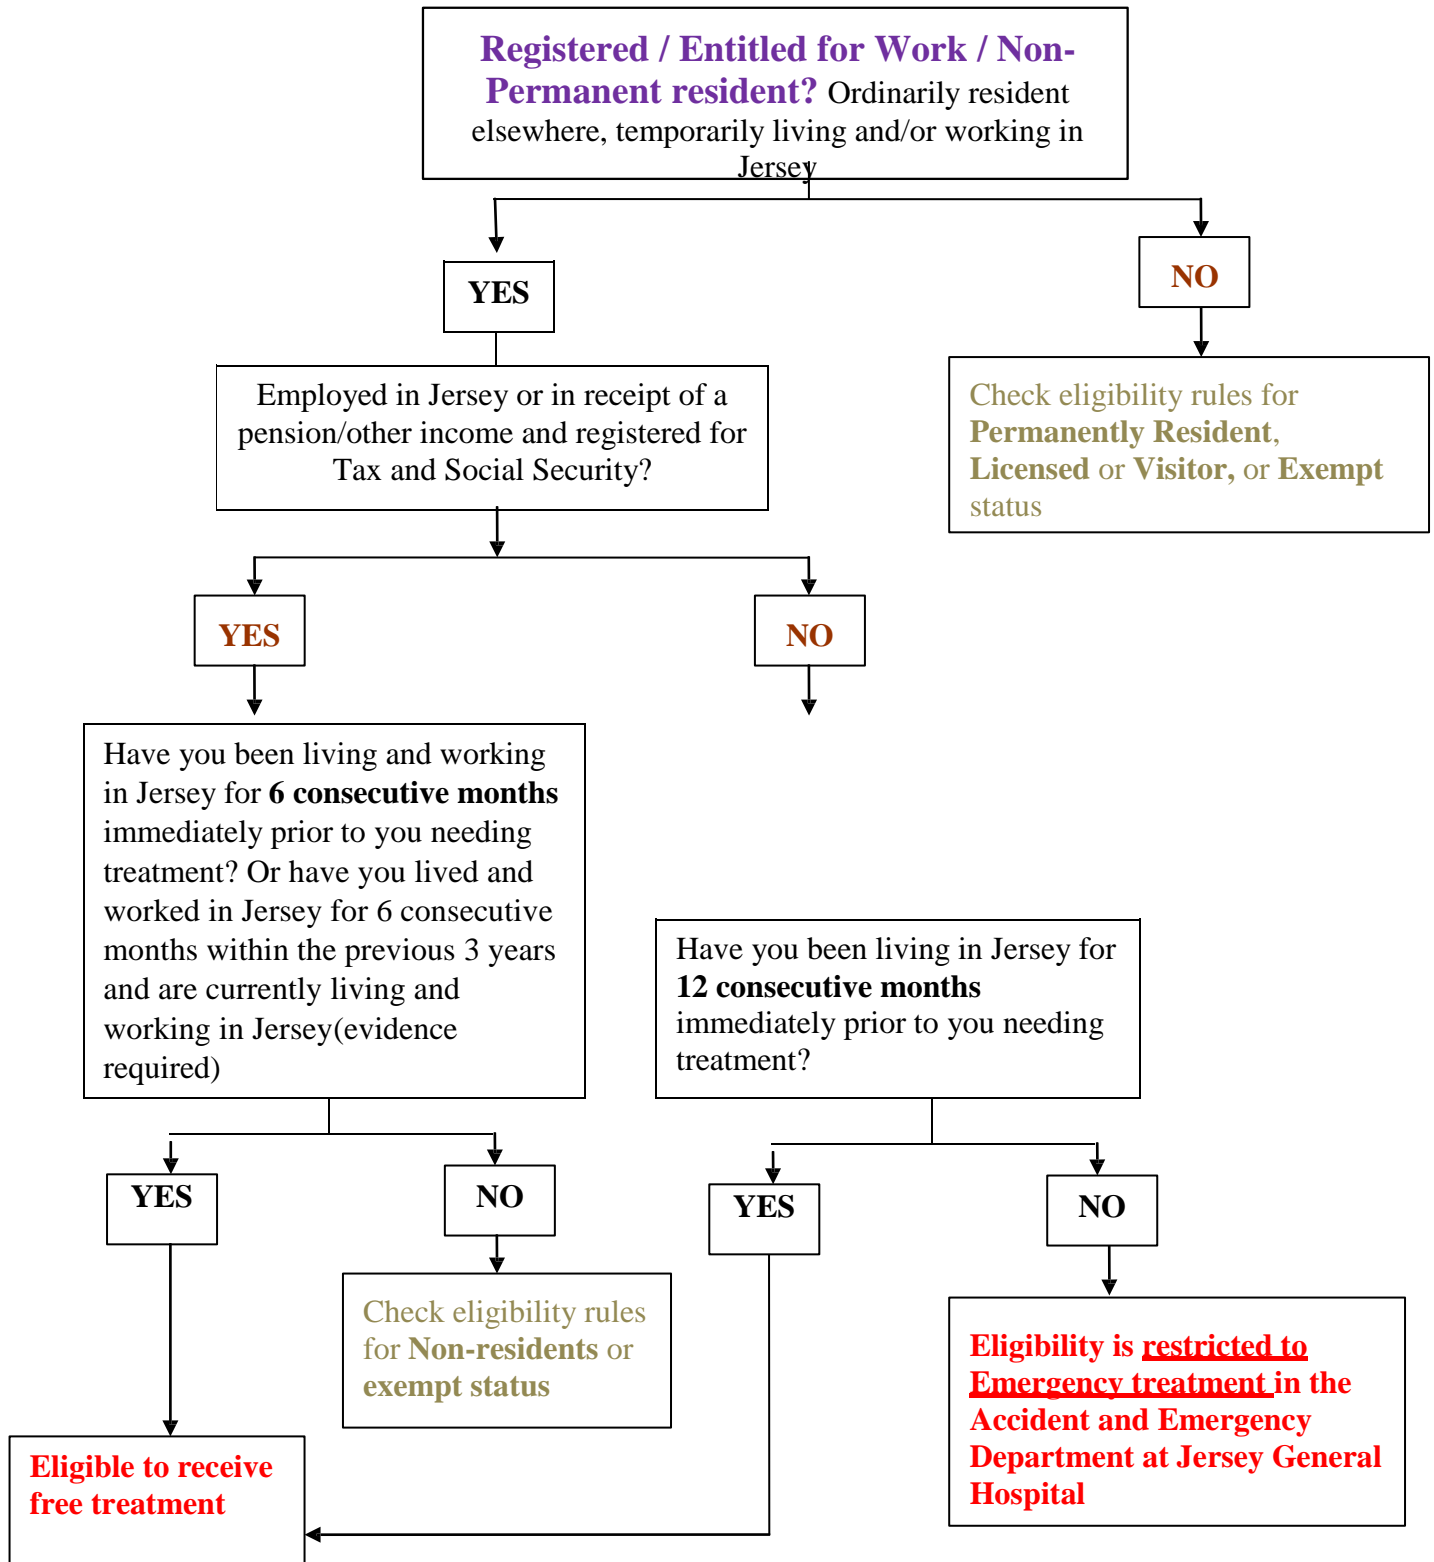 Registered / Entitled for Work / Non-
Permanent resident? Ordinarily resident
elsewhere, temporarily living and/or working in
Jersey
YES
NO
Employed in Jersey or in receipt of a
pension/other income and registered for
Tax and Social Security?
Check eligibility rules for
Permanently Resident,
Licensed or Visitor, or Exempt
status
YES
NO
Have you been living and working
in Jersey for 6 consecutive months
immediately prior to you needing
treatment? Or have you lived and
worked in Jersey for 6 consecutive
months within the previous 3 years
and are currently living and
working in Jersey(evidence
required)
Have you been living in Jersey for
12 consecutive months
immediately prior to you needing
treatment?
YES
NO
YES
NO
Check eligibility rules
for Non-residents or
exempt status
Eligibility is restricted to
Emergency treatment in the
Accident and Emergency
Department at Jersey General
Hospital
Eligible to receive
free treatment